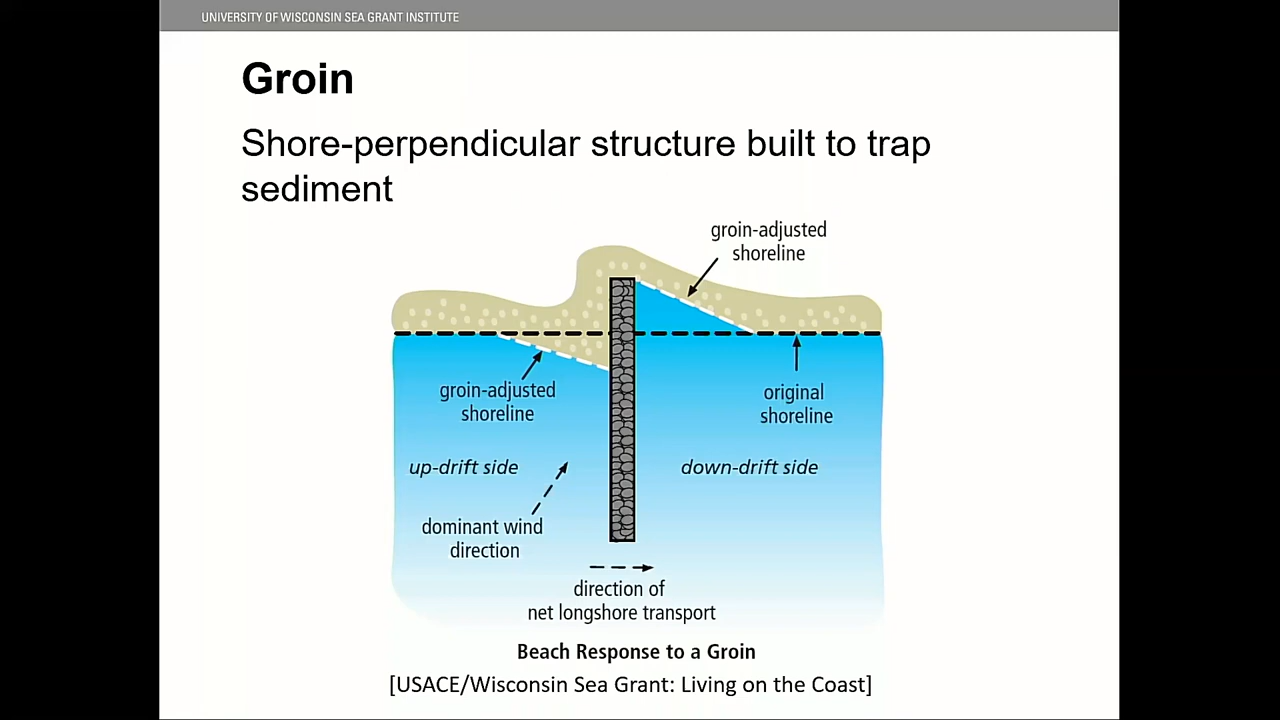 UNIVERSITY OF WISCONSIN SEA GRANT INSTITUTE
Groin
Shore-perpendicular structure built to trap
sediment
groin-adjusted
shoreline
groin-adjusted
shoreline
original
shoreline
up-drift side
down-drift side
dominant wind
direction
direction of
net longshore transport
Beach Response to a Groin
[USACE/Wisconsin Sea Grant: Living on the Coast]